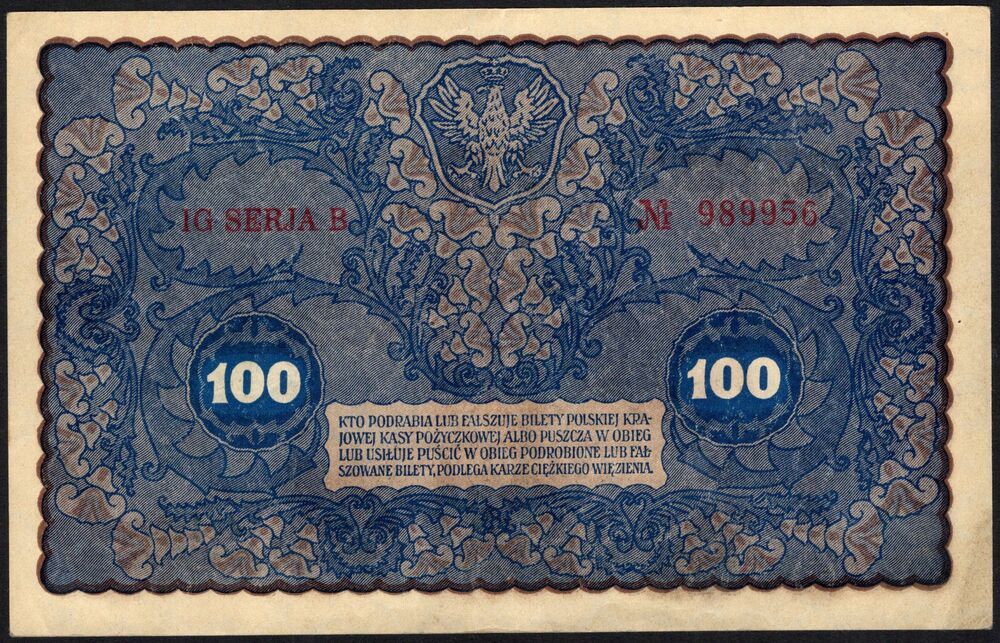 IG SERJA B
№ 989956
100
100
KTO PODRABIA LUB FAŁSZUJE BILETY POLSKIEJ KRA-
JOWEJ KASY POŻYCZKOWEJ ALBO PUSZCZA W OBIEG
LUB USIŁUJE PUŚCIĆ W OBIEG PODROBIONE LUB FAŁ-
SZOWANE BILETY, PODLEGA KARZE CIĘŻKIEGO WIĘZIENIA.